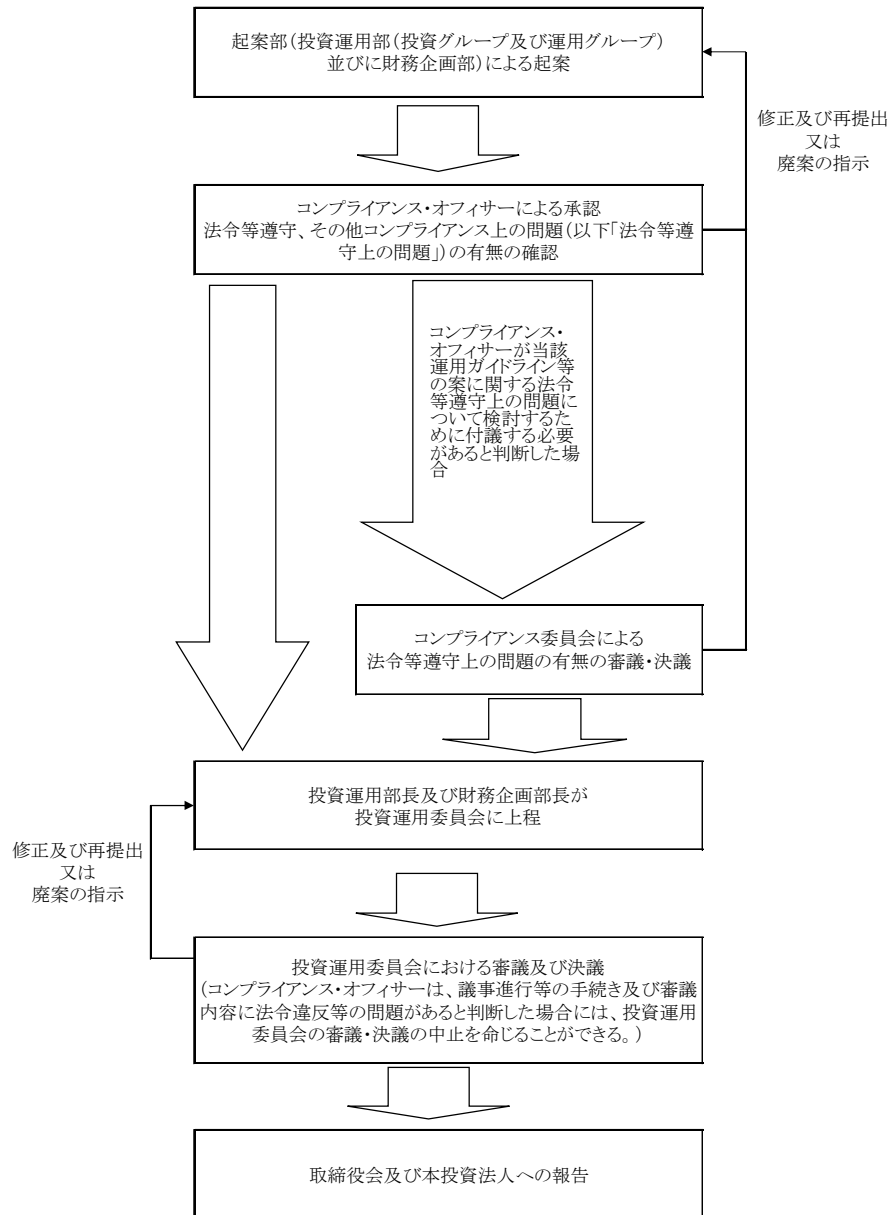 起案部(投資運用部(投資グループ及び運用グループ)
並びに財務企画部)による起案
修正及び再提出
又は
廃案の指示
コンプライアンス・オフィサーによる承認
法令等遵守、その他コンプライアンス上の問題(以下「法令等遵
守上の問題」)の有無の確認
コンプライアンス・
オフィサーが当該
運用ガイドライン等
の案に関する法令
等遵守上の問題に
ついて検討するた
めに付議する必要
があると判断した場
合
コンプライアンス委員会による
法令等遵守上の問題の有無の審議・決議
投資運用部長及び財務企画部長が
投資運用委員会に上程
修正及び再提出
又は
廃案の指示
投資運用委員会における審議及び決議
(コンプライアンス・オフィサーは、議事進行等の手続き及び審議
内容に法令違反等の問題があると判断した場合には、投資運用
委員会の審議・決議の中止を命じることができる。)
取締役会及び本投資法人への報告